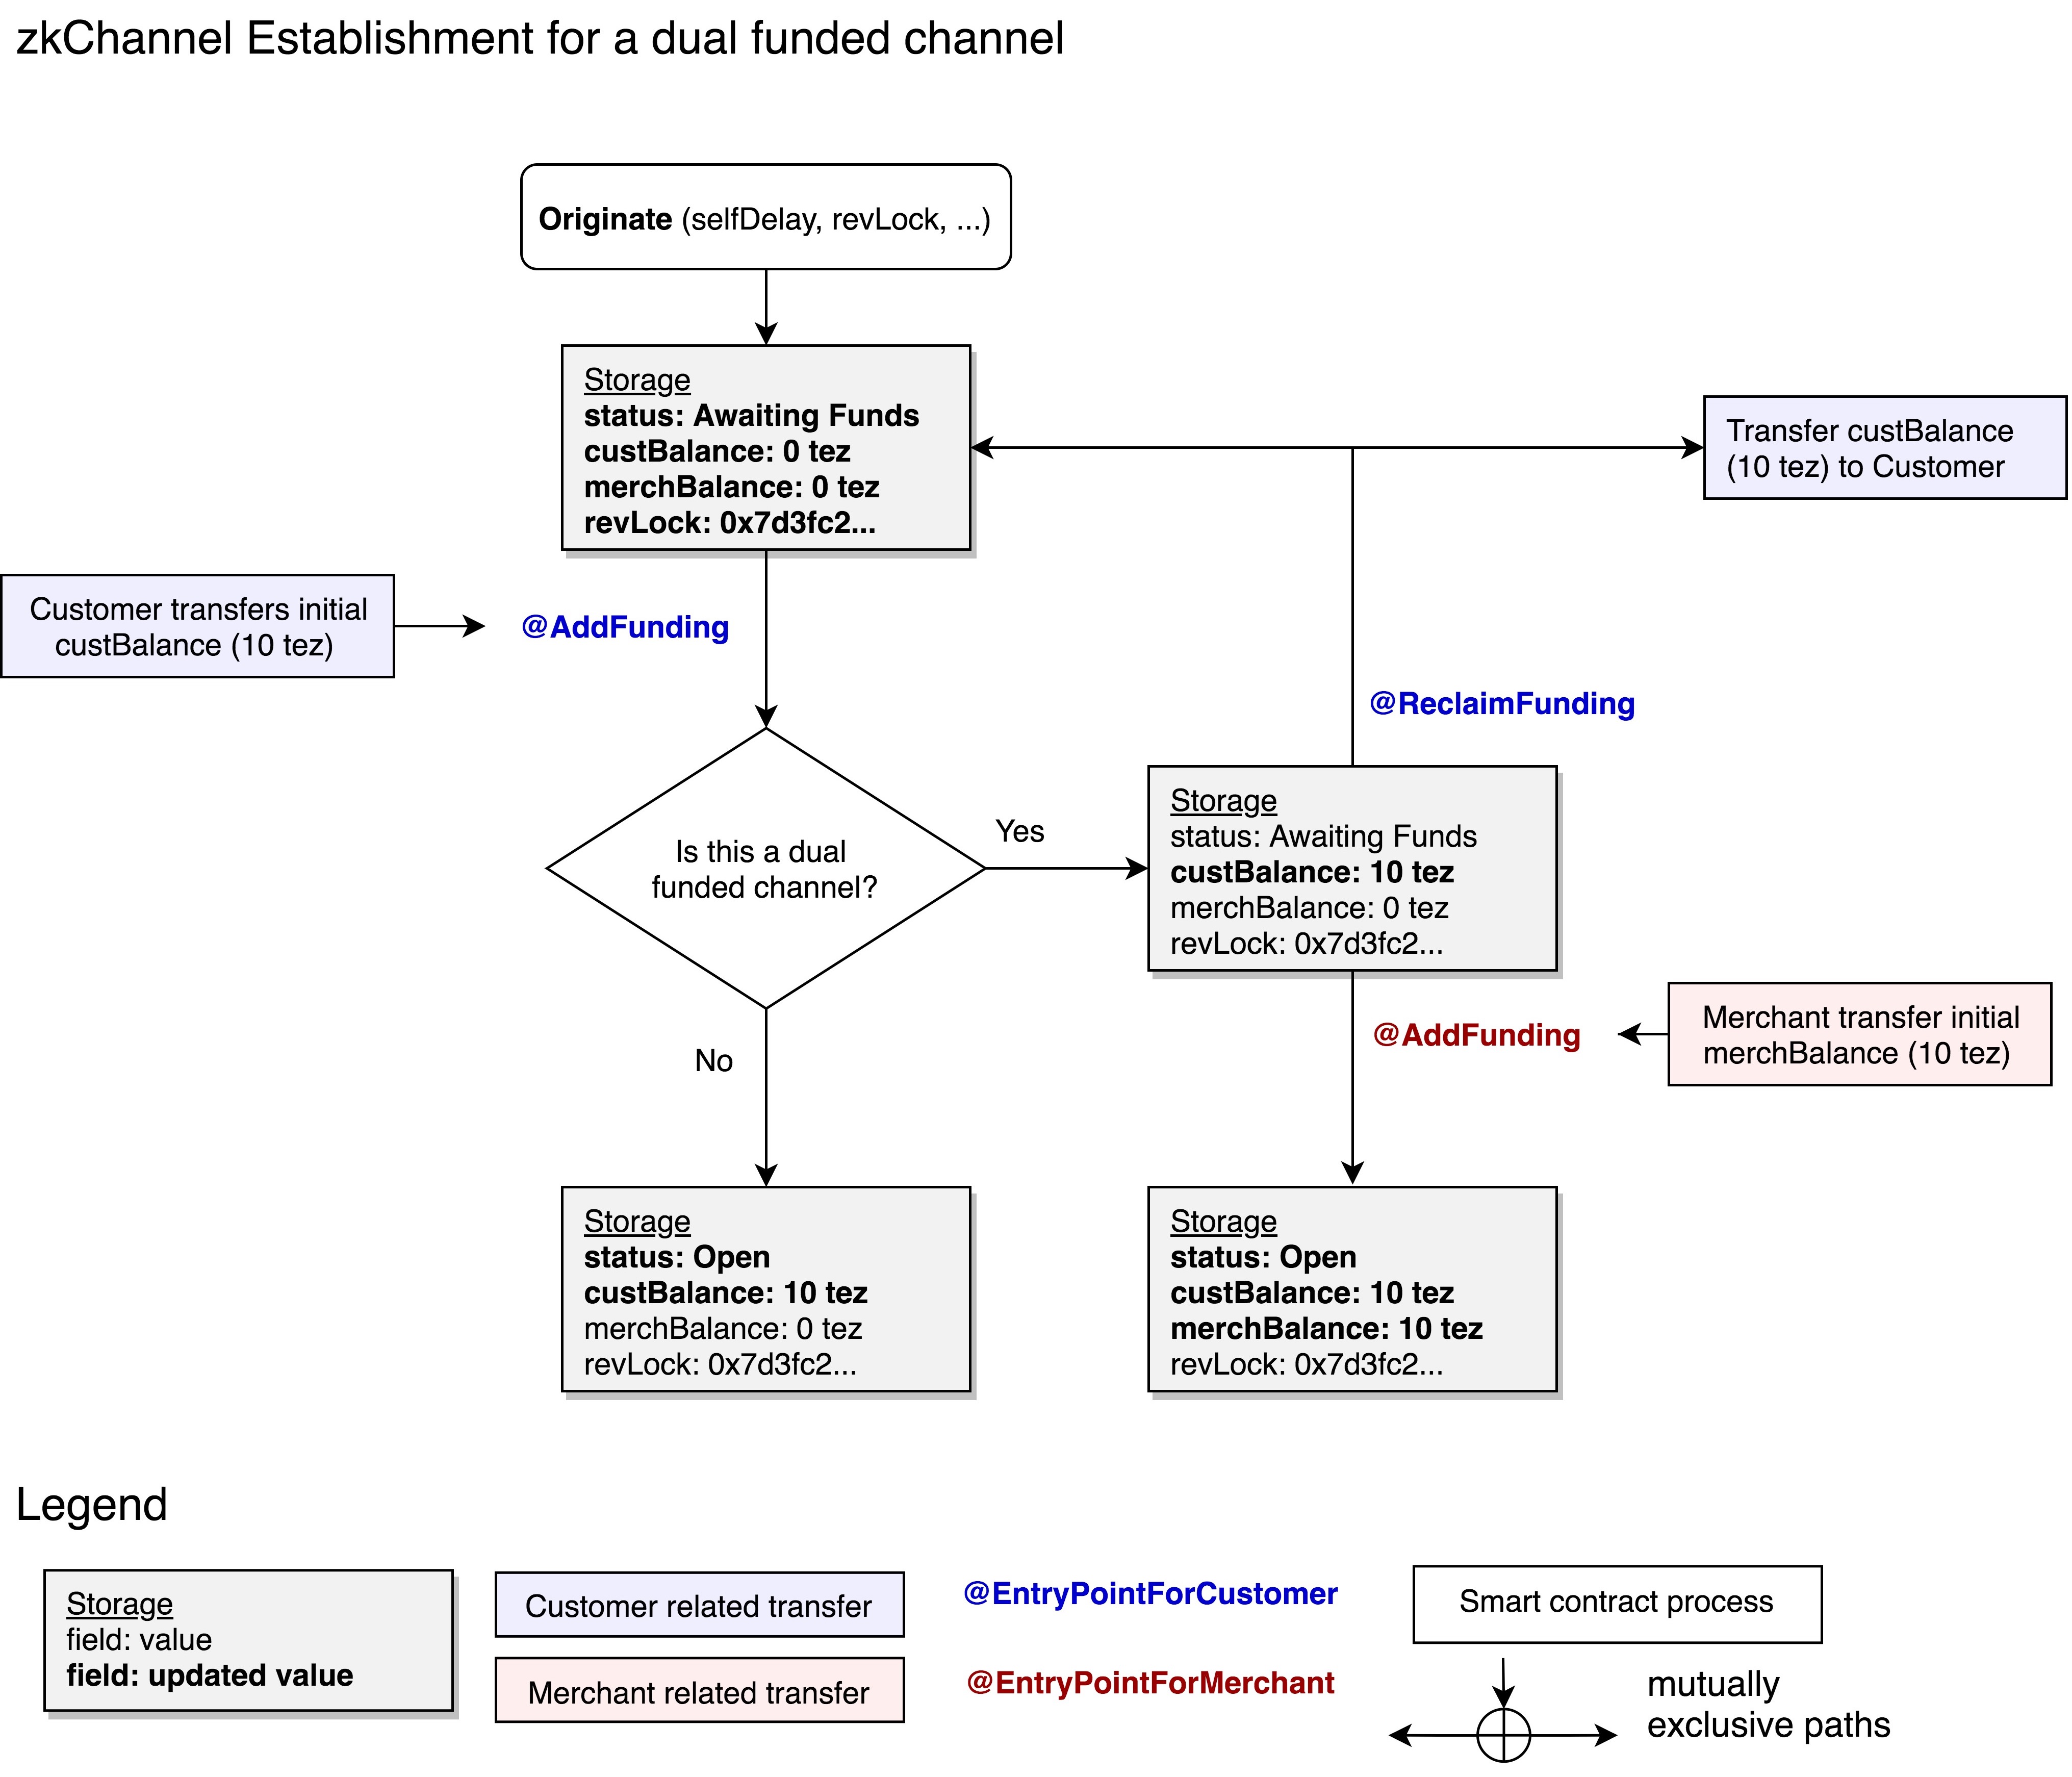 zkChannel Establishment for a dual funded channel
Originate (selfDelay, revLock, ...)
Storage
status: Awaiting Funds
custBalance: 0 tez
merchBalance: 0 tez
revLock: 0x7d3fc2...
Transfer custBalance
(10 tez) to Customer
Customer transfers initial
custBalance (10 tez)
@AddFunding
@ReclaimFunding
Is this a dual
funded channel?
Yes
Storage
status: Awaiting Funds
custBalance: 10 tez
merchBalance: 0 tez
revLock: 0x7d3fc2...
@AddFunding
Merchant transfer initial
merchBalance (10 tez)
No
Storage
status: Open
custBalance: 10 tez
merchBalance: 0 tez
revLock: 0x7d3fc2...
Storage
status: Open
custBalance: 10 tez
merchBalance: 10 tez
revLock: 0x7d3fc2...
Legend
Storage
field: value
field: updated value
Customer related transfer
Merchant related transfer
@EntryPointForCustomer
@EntryPointForMerchant
Smart contract process
mutually
exclusive paths